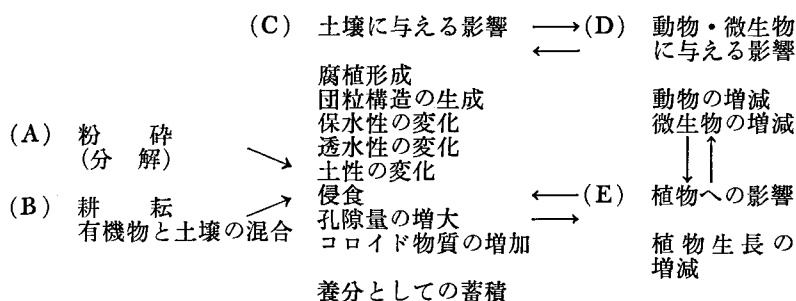 (C) 土壌に与える影響 ⟶ (D) 動物・微生物
⟵ に与える影響
腐植形成
団粒構造の生成 動物の増減
(A) 粉砕 保水性の変化 微生物の増減
(分解) 透水性の変化
土性の変化
(B) 耕耘 侵食 ⟵ (E) 植物への影響
有機物と土壌の混合 孔隙量の増大 ⟶
コロイド物質の増加 植物生長の
増減
養分としての蓄積